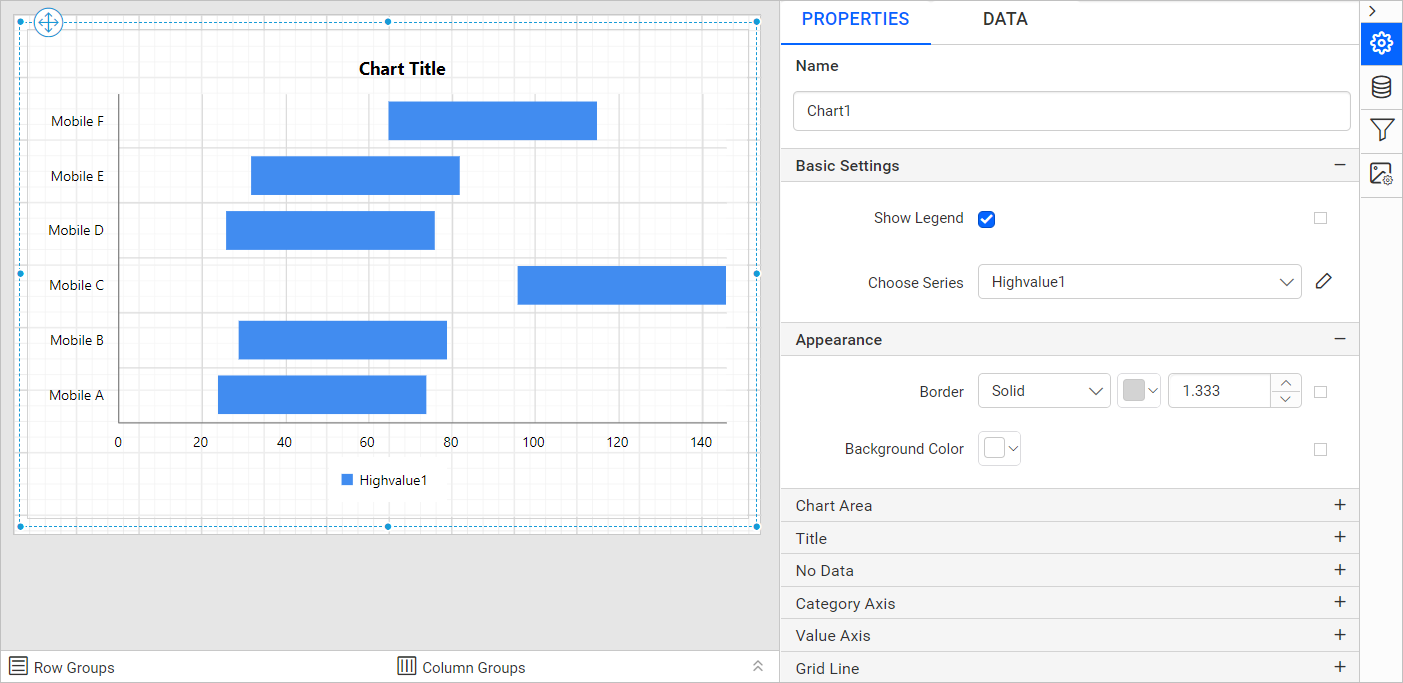 Chart Title
Mobile F
Mobile E
Mobile D
Mobile C
Mobile B
Mobile A
0 20 40 60 80 100 120 140
Highvalue1
Row Groups
Column Groups
PROPERTIES DATA
Name
Chart1
Basic Settings
Show Legend
Choose Series Highvalue1
Appearance
Border Solid 1.333
Background Color
Chart Area
Title
No Data
Category Axis
Value Axis
Grid Line